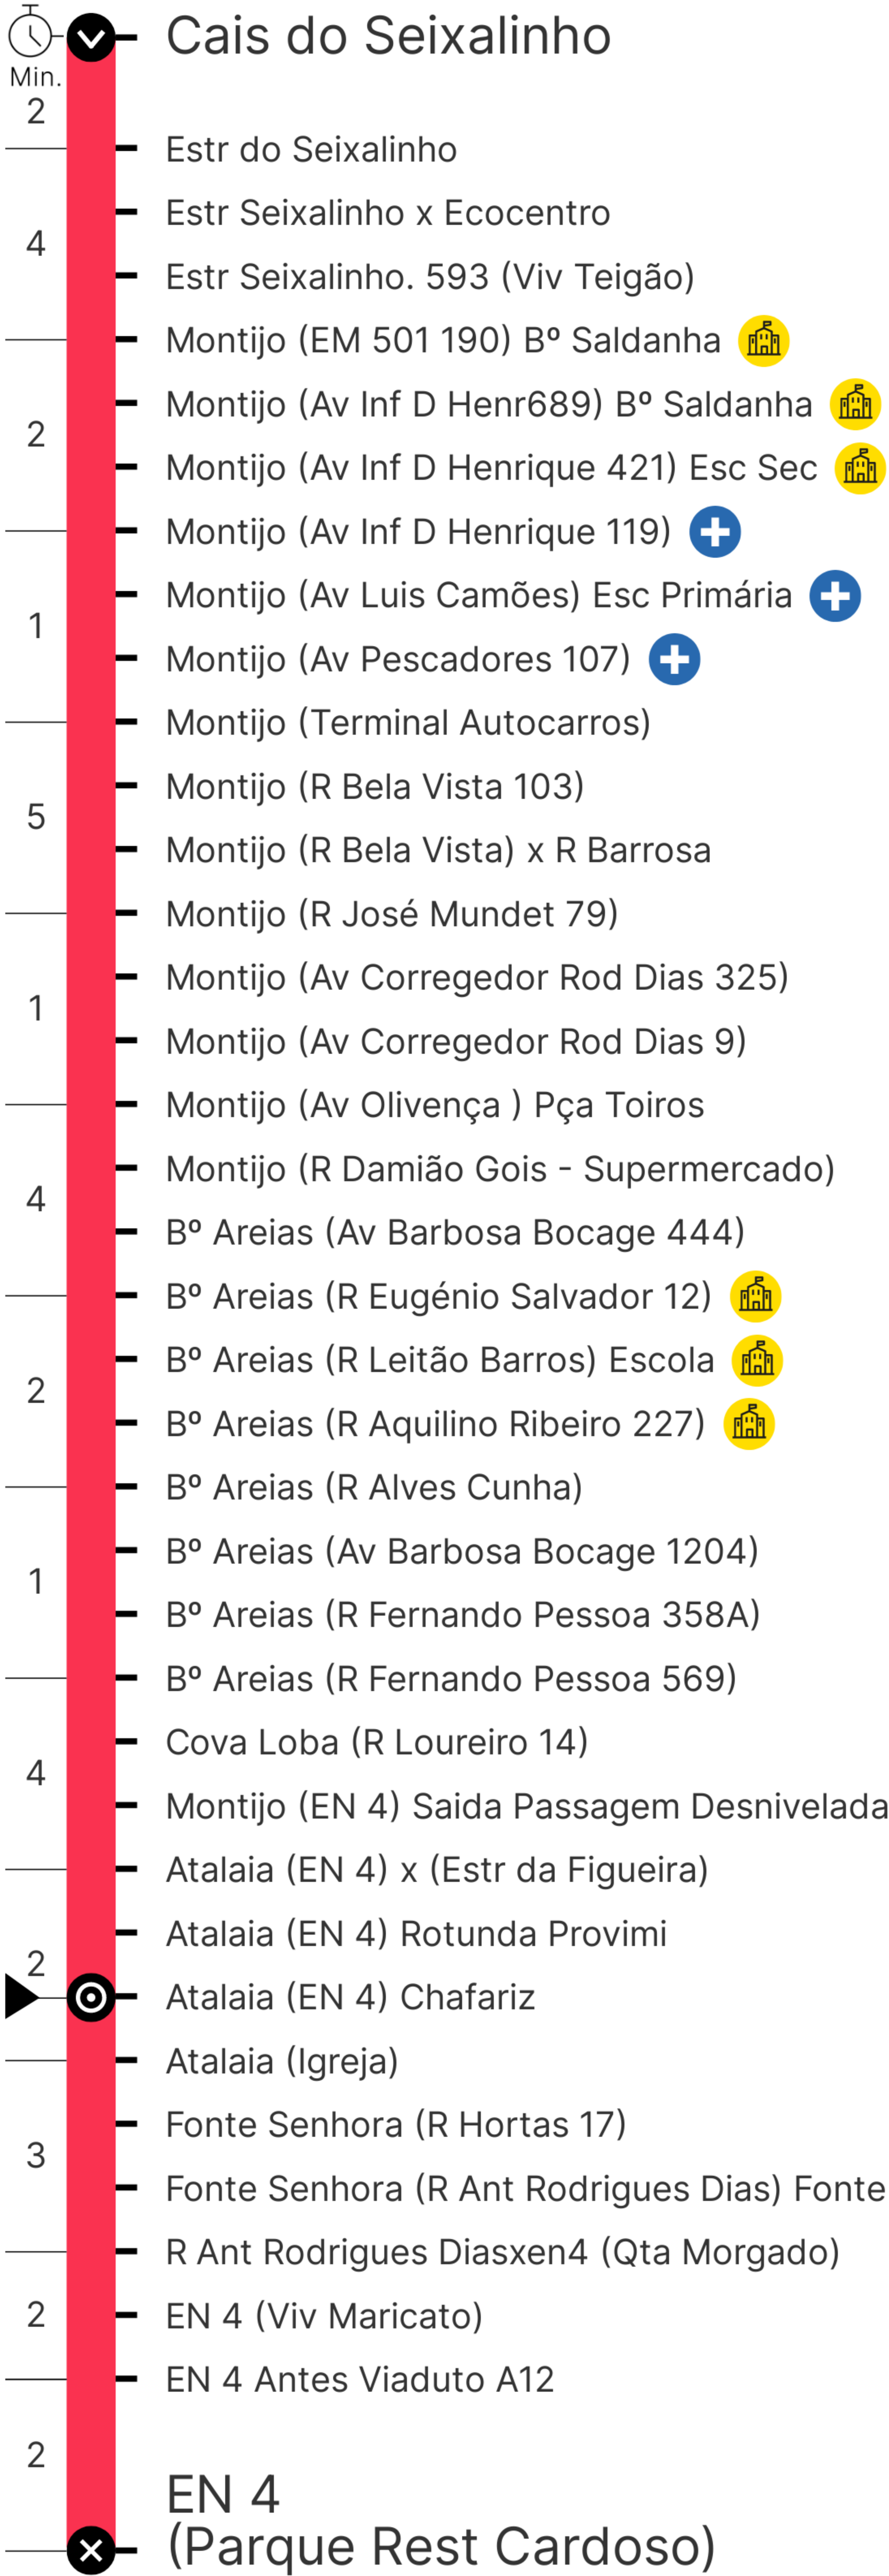 Cais do Seixalinho
Min.
2
Estr do Seixalinho
Estr Seixalinho x Ecocentro
4
Estr Seixalinho. 593 (Viv Teigão)
Montijo (EM 501 190) Bº Saldanha
Montijo (Av Inf D Henr689) Bº Saldanha
2
Montijo (Av Inf D Henrique 421) Esc Sec
Montijo (Av Inf D Henrique 119)
Montijo (Av Luis Camões) Esc Primária
1
Montijo (Av Pescadores 107)
Montijo (Terminal Autocarros)
Montijo (R Bela Vista 103)
5
Montijo (R Bela Vista) x R Barrosa
Montijo (R José Mundet 79)
Montijo (Av Corregedor Rod Dias 325)
1
Montijo (Av Corregedor Rod Dias 9)
Montijo (Av Olivença ) Pça Toiros
Montijo (R Damião Gois - Supermercado)
4
Bº Areias (Av Barbosa Bocage 444)
Bº Areias (R Eugénio Salvador 12)
Bº Areias (R Leitão Barros) Escola
2
Bº Areias (R Aquilino Ribeiro 227)
Bº Areias (R Alves Cunha)
Bº Areias (Av Barbosa Bocage 1204)
1
Bº Areias (R Fernando Pessoa 358A)
Bº Areias (R Fernando Pessoa 569)
Cova Loba (R Loureiro 14)
4
Montijo (EN 4) Saida Passagem Desnivelada
Atalaia (EN 4) x (Estr da Figueira)
Atalaia (EN 4) Rotunda Provimi
2
Atalaia (EN 4) Chafariz
Atalaia (Igreja)
Fonte Senhora (R Hortas 17)
3
Fonte Senhora (R Ant Rodrigues Dias) Fonte
R Ant Rodrigues Diasxen4 (Qta Morgado)
2
EN 4 (Viv Maricato)
EN 4 Antes Viaduto A12
2
EN 4
(Parque Rest Cardoso)